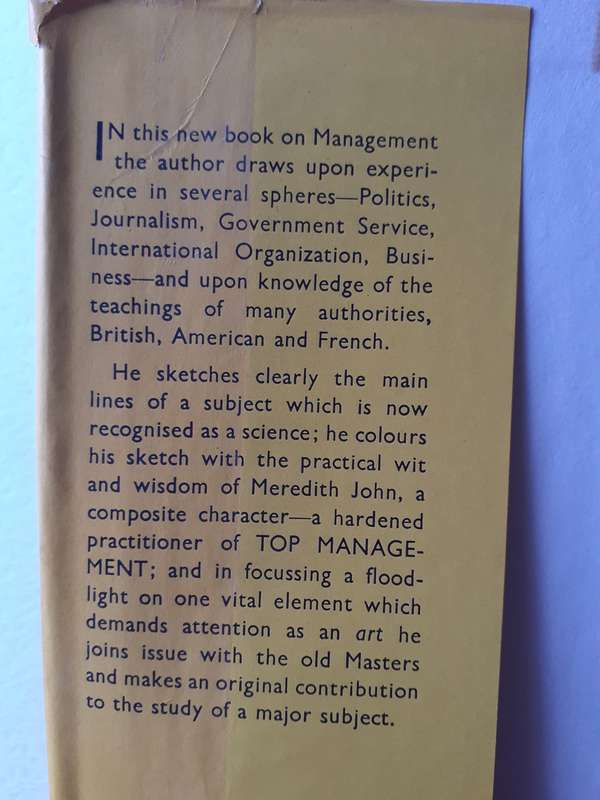 IN this new book on Management
the author draws upon experi-
ence in several spheres—Politics,
Journalism, Government Service,
International Organization, Busi-
ness—and upon knowledge of the
teachings of many authorities,
British, American and French.
He sketches clearly the main
lines of a subject which is now
recognised as a science; he colours
his sketch with the practical wit
and wisdom of Meredith John, a
composite character—a hardened
practitioner of TOP MANAGE-
MENT; and in focussing a flood-
light on one vital element which
demands attention as an art he
joins issue with the old Masters
and makes an original contribution
to the study of a major subject.